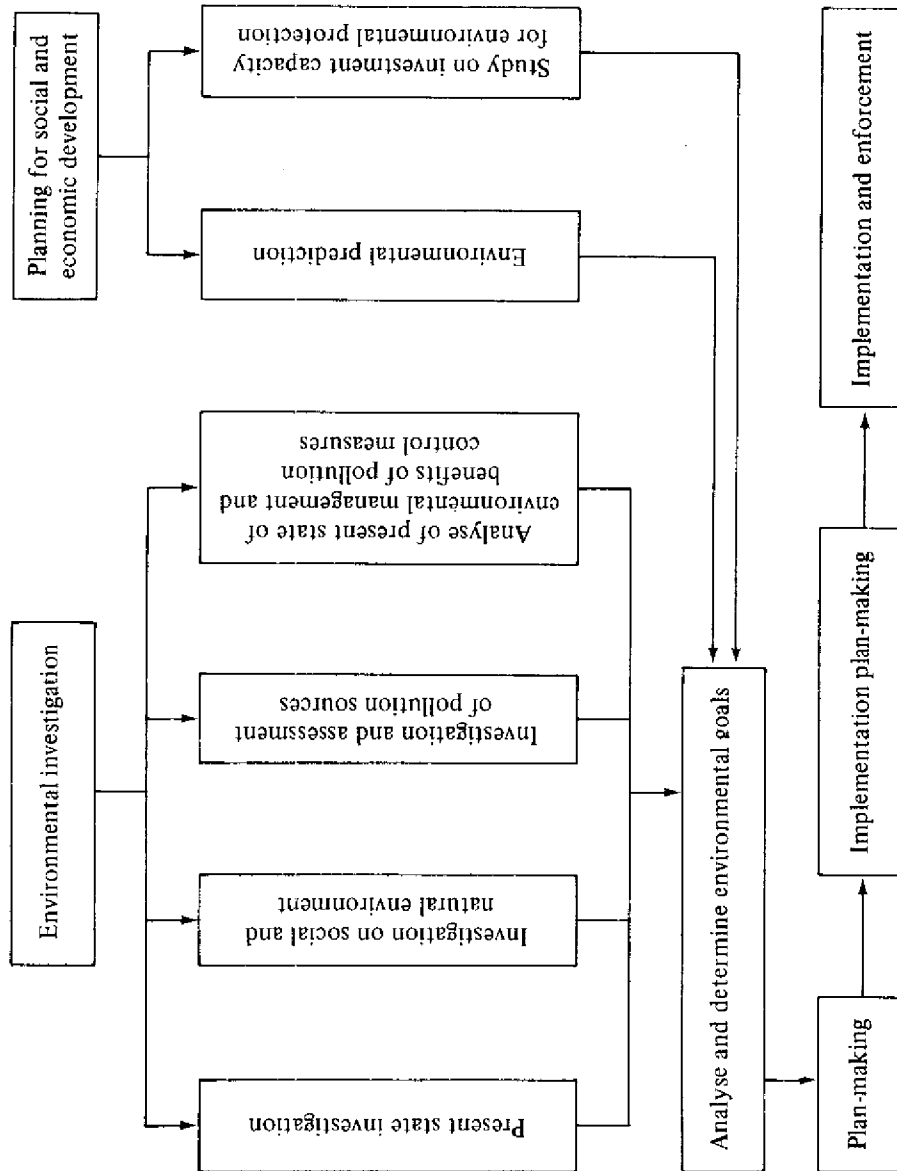 Environmental investigation
Planning for social and
economic development
Present state investigation
Investigation on social and
natural environment
Investigation and assessment
of pollution sources
Analyse of present state of
environmental management and
benefits of pollution
control measures
Environmental prediction
Study on investment capacity
for environmental protection
Analyse and determine environmental goals
Plan-making
Implementation plan-making
Implementation and enforcement